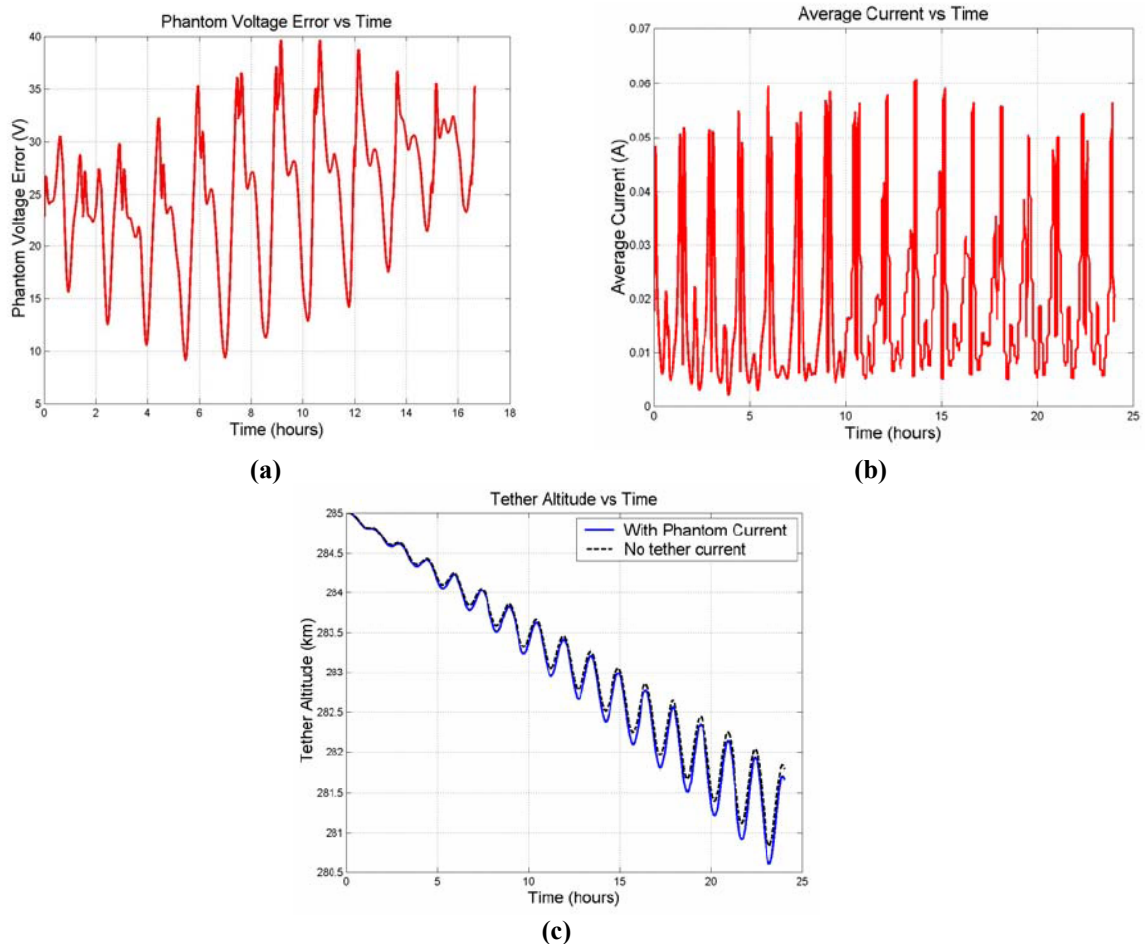 Phantom Voltage Error vs Time
40
35
30
25
20
15
10
5
Phantom Voltage Error (V)
0 2 4 6 8 10 12 14 16 18
Time (hours)
(a)
Average Current vs Time
0.07
0.06
0.05
0.04
0.03
0.02
0.01
0
Average Current (A)
0 5 10 15 20 25
Time (hours)
(b)
Tether Altitude vs Time
285
284.5
284
283.5
283
282.5
282
281.5
281
280.5
Tether Altitude (km)
With Phantom Current
No tether current
0 5 10 15 20 25
Time (hours)
(c)